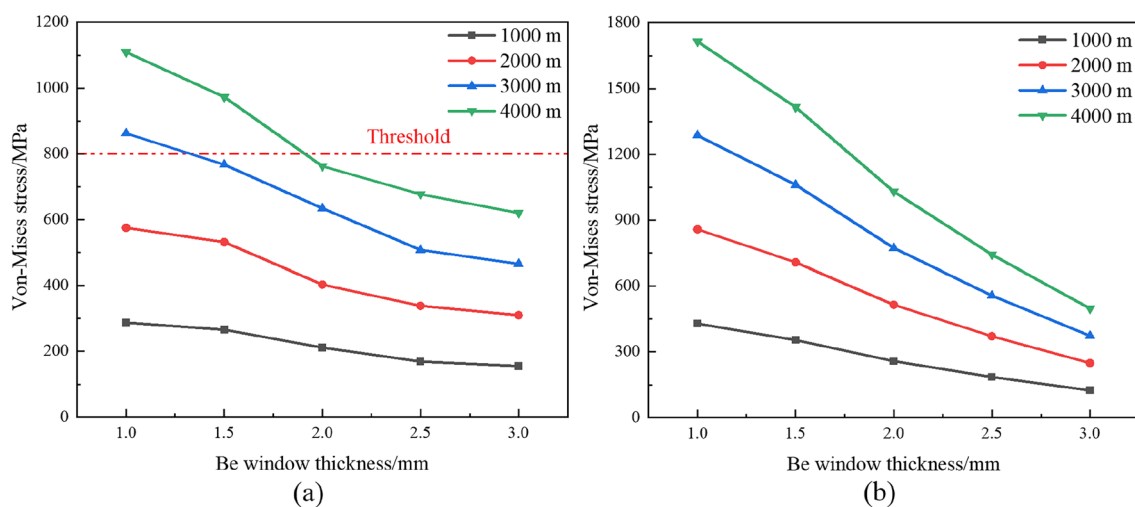 1200
1000
800
600
400
200
0
Von-Mises stress/MPa
1000 m
2000 m
3000 m
4000 m
Threshold
1.0 1.5 2.0 2.5 3.0
Be window thickness/mm
(a)
1800
1500
1200
900
600
300
0
Von-Mises stress/MPa
1000 m
2000 m
3000 m
4000 m
1.0 1.5 2.0 2.5 3.0
Be window thickness/mm
(b)